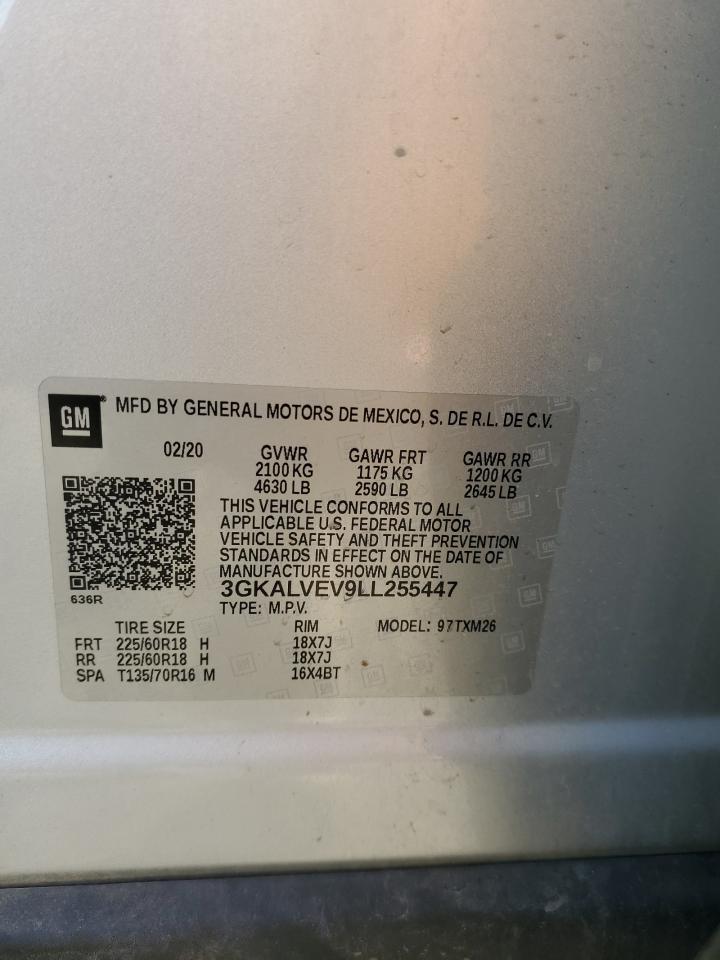 GM® MFD BY GENERAL MOTORS DE MEXICO, S. DE R.L. DE C.V.
02/20 GVWR GAWR FRT GAWR RR
2100 KG 1175 KG 1200 KG
4630 LB 2590 LB 2645 LB
THIS VEHICLE CONFORMS TO ALL
APPLICABLE U.S. FEDERAL MOTOR
VEHICLE SAFETY AND THEFT PREVENTION
STANDARDS IN EFFECT ON THE DATE OF
MANUFACTURE SHOWN ABOVE.
636R
3GKALVEV9LL255447
TYPE: M.P.V.
TIRE SIZE RIM MODEL: 97TXM26
FRT 225/60R18 H 18X7J
RR 225/60R18 H 18X7J
SPA T135/70R16 M 16X4BT